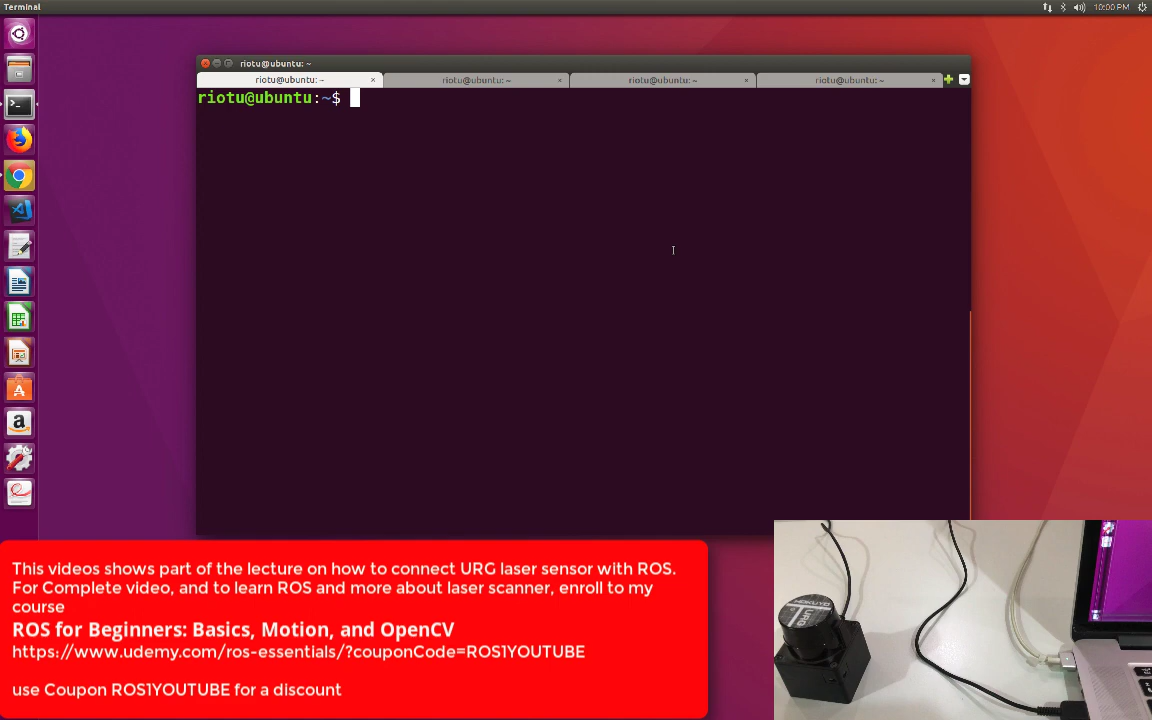 Terminal
10:00 PM
riotu@ubuntu: ~
riotu@ubuntu: ~ × riotu@ubuntu: ~ × riotu@ubuntu: ~ × riotu@ubuntu: ~ ×
riotu@ubuntu:~$
This videos shows part of the lecture on how to connect URG laser sensor with ROS.
For Complete video, and to learn ROS and more about laser scanner, enroll to my
course
ROS for Beginners: Basics, Motion, and OpenCV
https://www.udemy.com/ros-essentials/?couponCode=ROS1YOUTUBE
use Coupon ROS1YOUTUBE for a discount
HOKUYO
URG